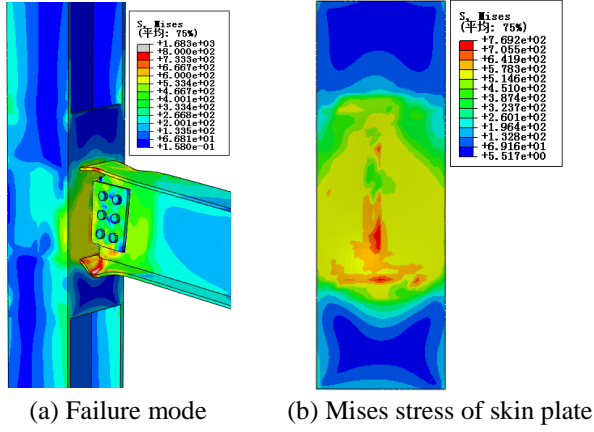 S, Mises
(平均: 75%)
+1.683e+03
+8.000e+02
+7.333e+02
+6.667e+02
+6.000e+02
+5.334e+02
+4.667e+02
+4.001e+02
+3.334e+02
+2.668e+02
+2.001e+02
+1.335e+02
+6.681e+01
+1.580e-01
S, Mises
(平均: 75%)
+7.692e+02
+7.055e+02
+6.419e+02
+5.783e+02
+5.146e+02
+4.510e+02
+3.874e+02
+3.237e+02
+2.601e+02
+1.964e+02
+1.328e+02
+6.916e+01
+5.517e+00
(a) Failure mode
(b) Mises stress of skin plate